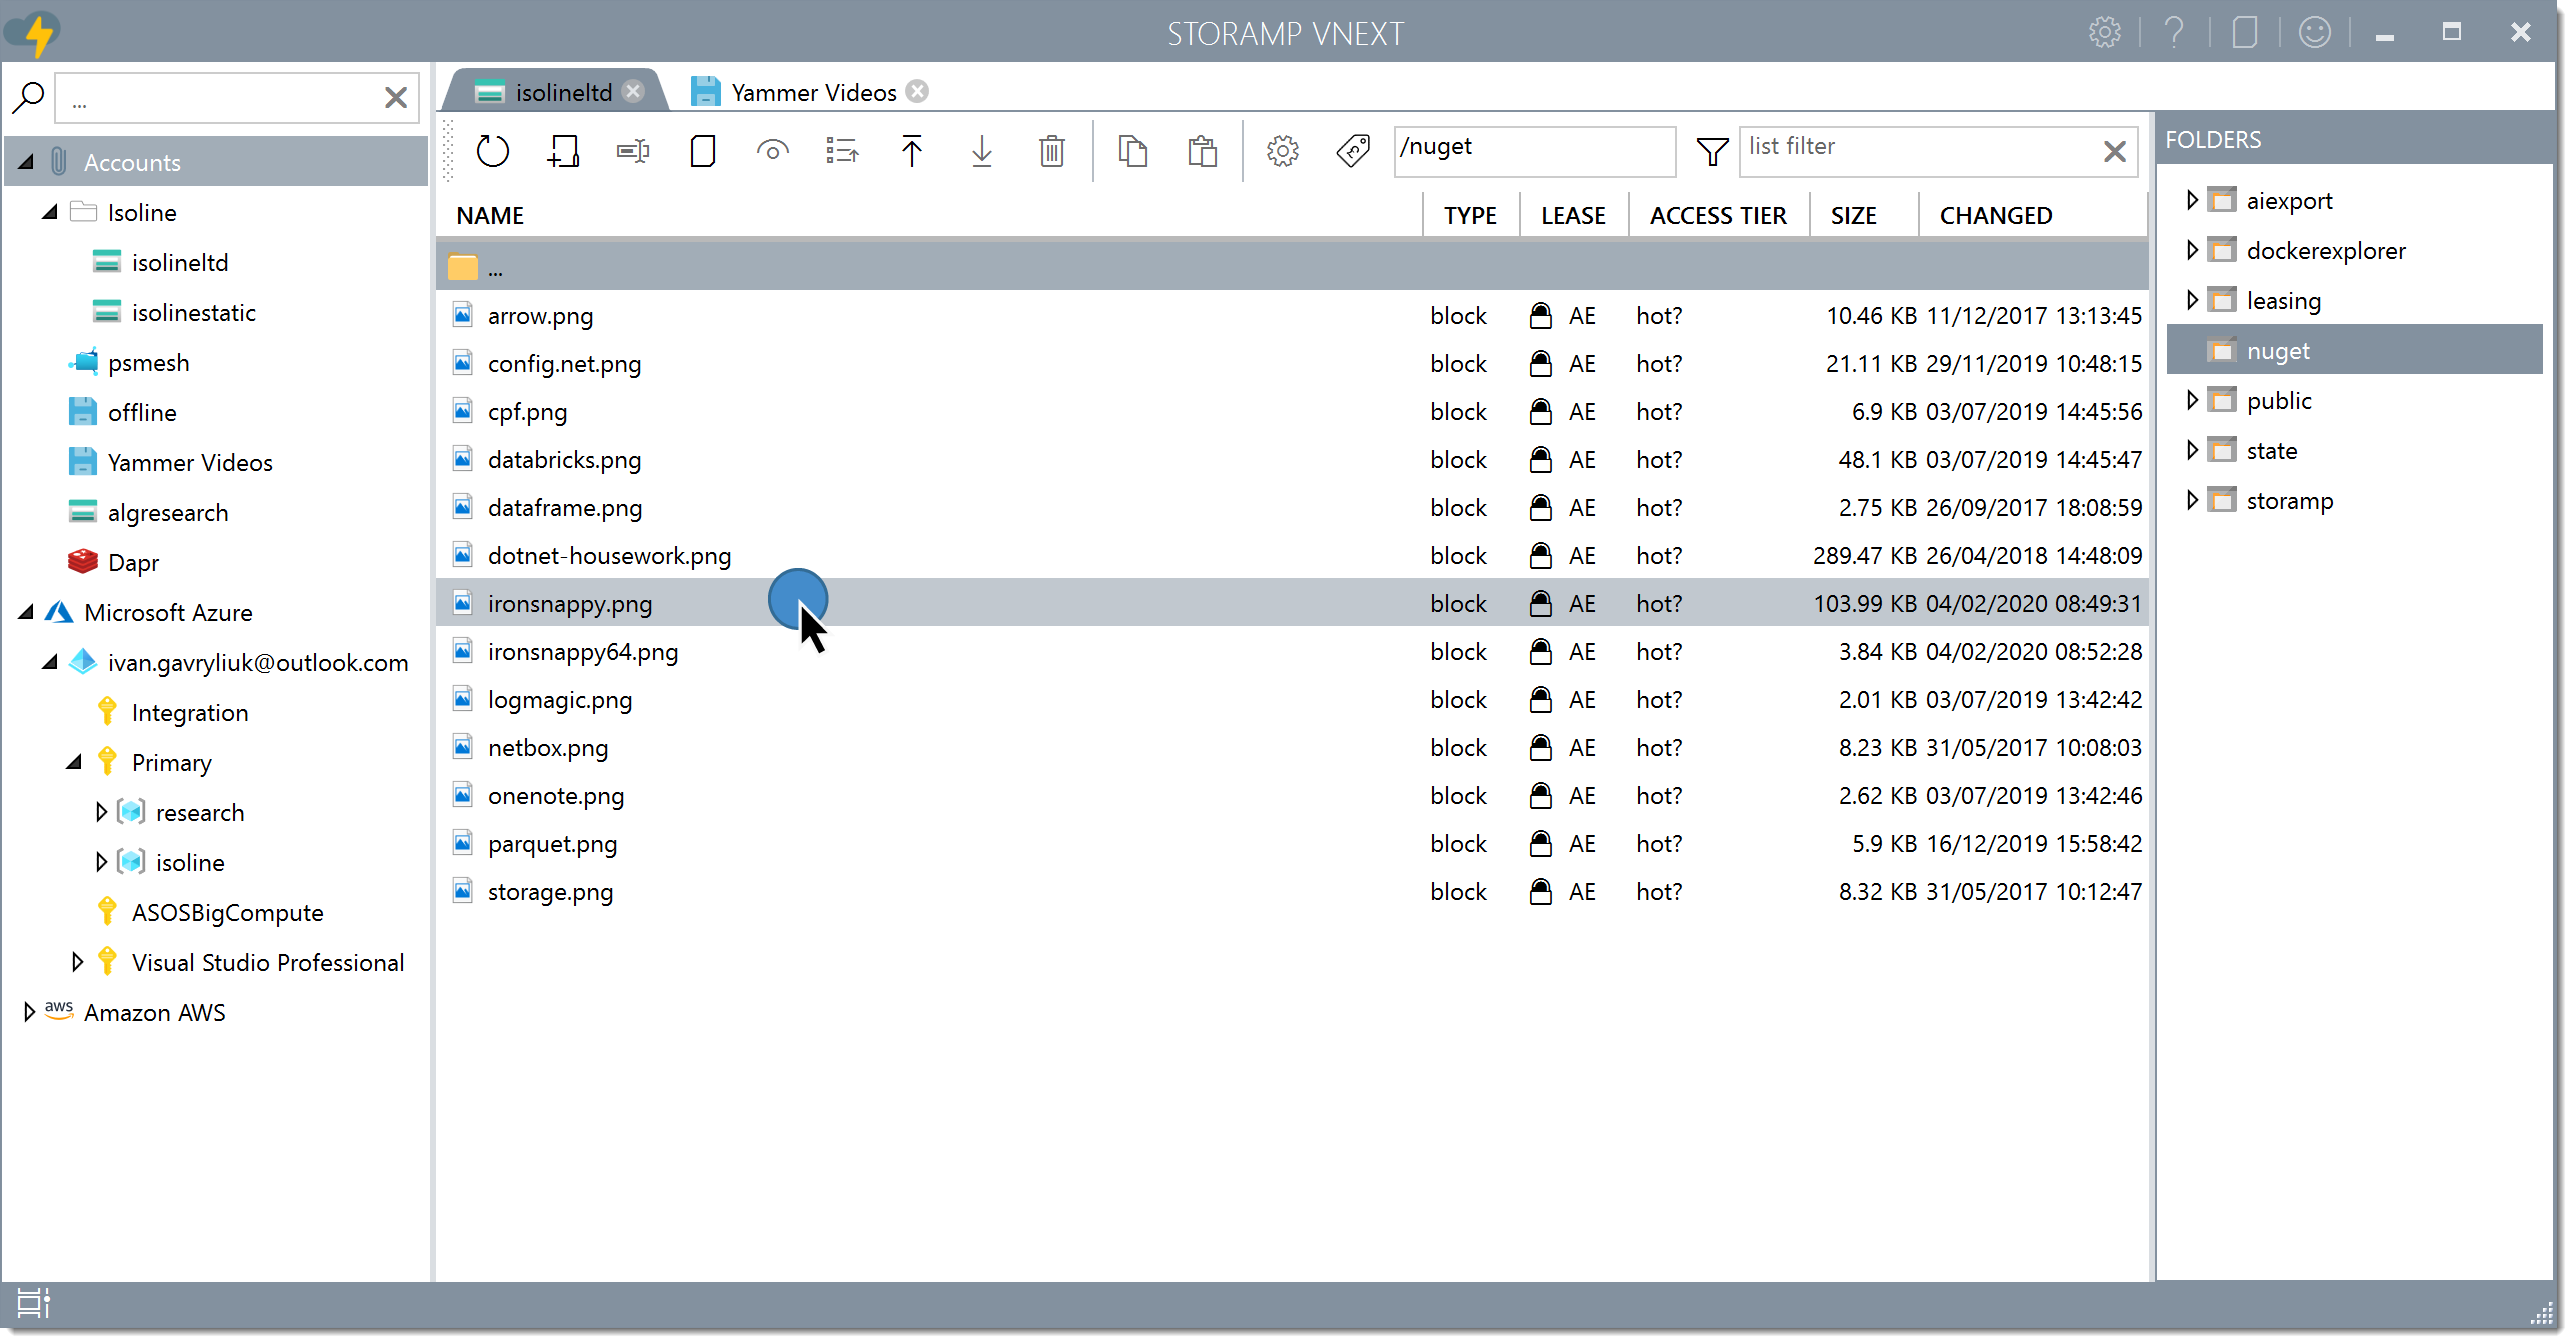 STORAMP VNEXT
...
Accounts
Isoline
isolineltd
isolinestatic
psmesh
offline
Yammer Videos
algresearch
Dapr
Microsoft Azure
ivan.gavryliuk@outlook.com
Integration
Primary
research
isoline
ASOSBigCompute
Visual Studio Professional
aws Amazon AWS
isolineltd Yammer Videos
/nuget list filter
NAME TYPE LEASE ACCESS TIER SIZE CHANGED
...
arrow.png block AE hot? 10.46 KB 11/12/2017 13:13:45
config.net.png block AE hot? 21.11 KB 29/11/2019 10:48:15
cpf.png block AE hot? 6.9 KB 03/07/2019 14:45:56
databricks.png block AE hot? 48.1 KB 03/07/2019 14:45:47
dataframe.png block AE hot? 2.75 KB 26/09/2017 18:08:59
dotnet-housework.png block AE hot? 289.47 KB 26/04/2018 14:48:09
ironsnappy.png block AE hot? 103.99 KB 04/02/2020 08:49:31
ironsnappy64.png block AE hot? 3.84 KB 04/02/2020 08:52:28
logmagic.png block AE hot? 2.01 KB 03/07/2019 13:42:42
netbox.png block AE hot? 8.23 KB 31/05/2017 10:08:03
onenote.png block AE hot? 2.62 KB 03/07/2019 13:42:46
parquet.png block AE hot? 5.9 KB 16/12/2019 15:58:42
storage.png block AE hot? 8.32 KB 31/05/2017 10:12:47
FOLDERS
aiexport
dockerexplorer
leasing
nuget
public
state
storamp